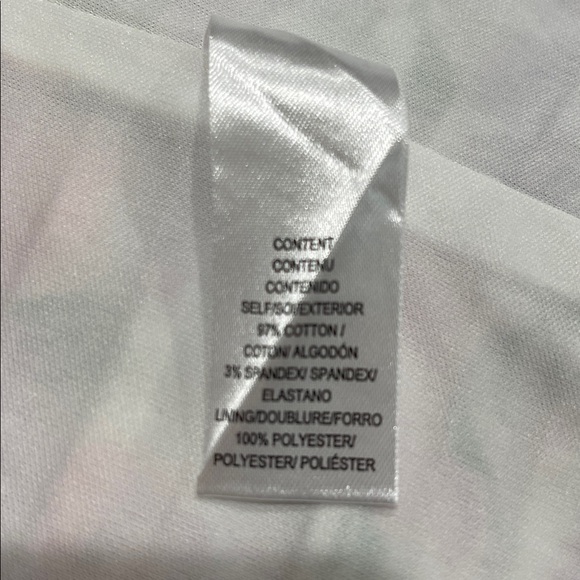 CONTENT
CONTENU
CONTENIDO
SELF/SOI/EXTERIOR
97% COTTON /
COTON/ ALGODÓN
3% SPANDEX/ SPANDEX/
ELASTANO
LINING/DOUBLURE/FORRO
100% POLYESTER/
POLYESTER/ POLIÉSTER